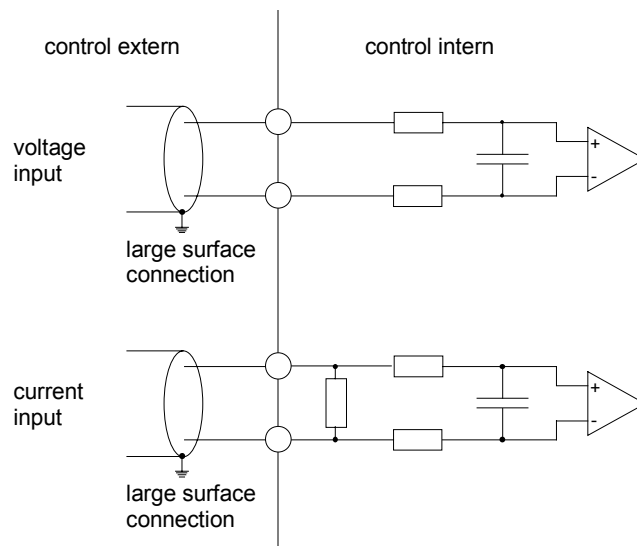 control extern
control intern
voltage
input
+
-
large surface
connection
current
input
+
-
large surface
connection